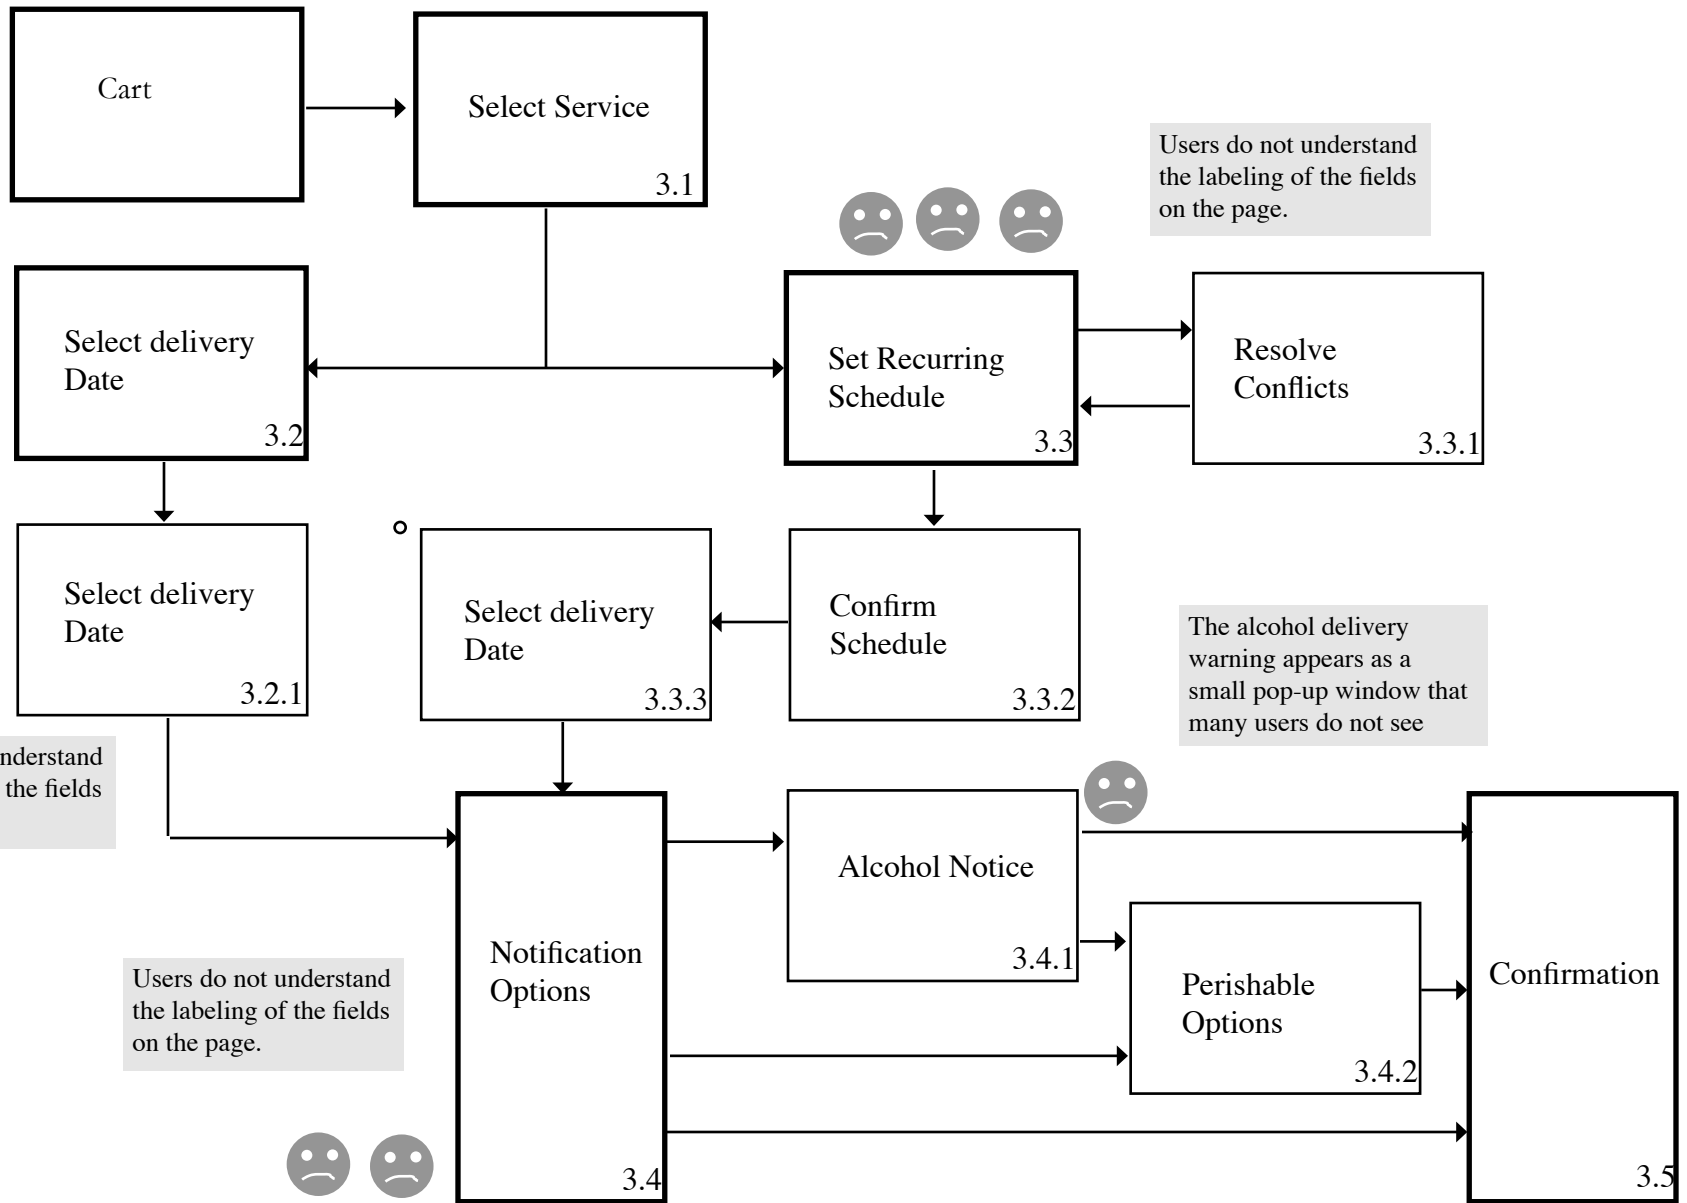 Cart
Select Service
3.1
Users do not understand
the labeling of the fields
on the page.
Select delivery
Date
3.2
Set Recurring
Schedule
3.3
Resolve
Conflicts
3.3.1
Select delivery
Date
3.2.1
Select delivery
Date
3.3.3
Confirm
Schedule
3.3.2
The alcohol delivery
warning appears as a
small pop-up window that
many users do not see
the fields
Alcohol Notice
3.4.1
Notification
Options
3.4
Perishable
Options
3.4.2
Confirmation
3.5
Users do not understand
the labeling of the fields
on the page.